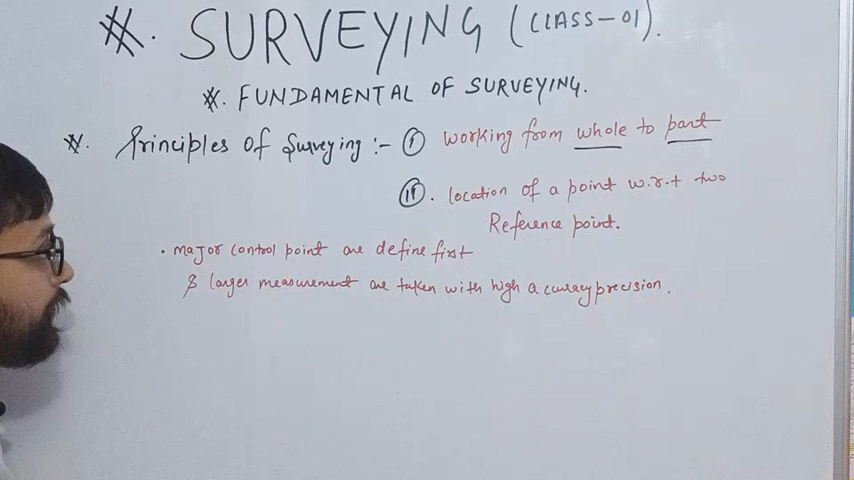 ※. SURVEYING (CLASS-01).
※. FUNDAMENTAL OF SURVEYING.
※. Principles of Surveying :- (i) working from whole to part
(ii). location of a point w.r.t two
Reference point.
. major control point are define first
& larger measurement are taken with high accuracy precision.